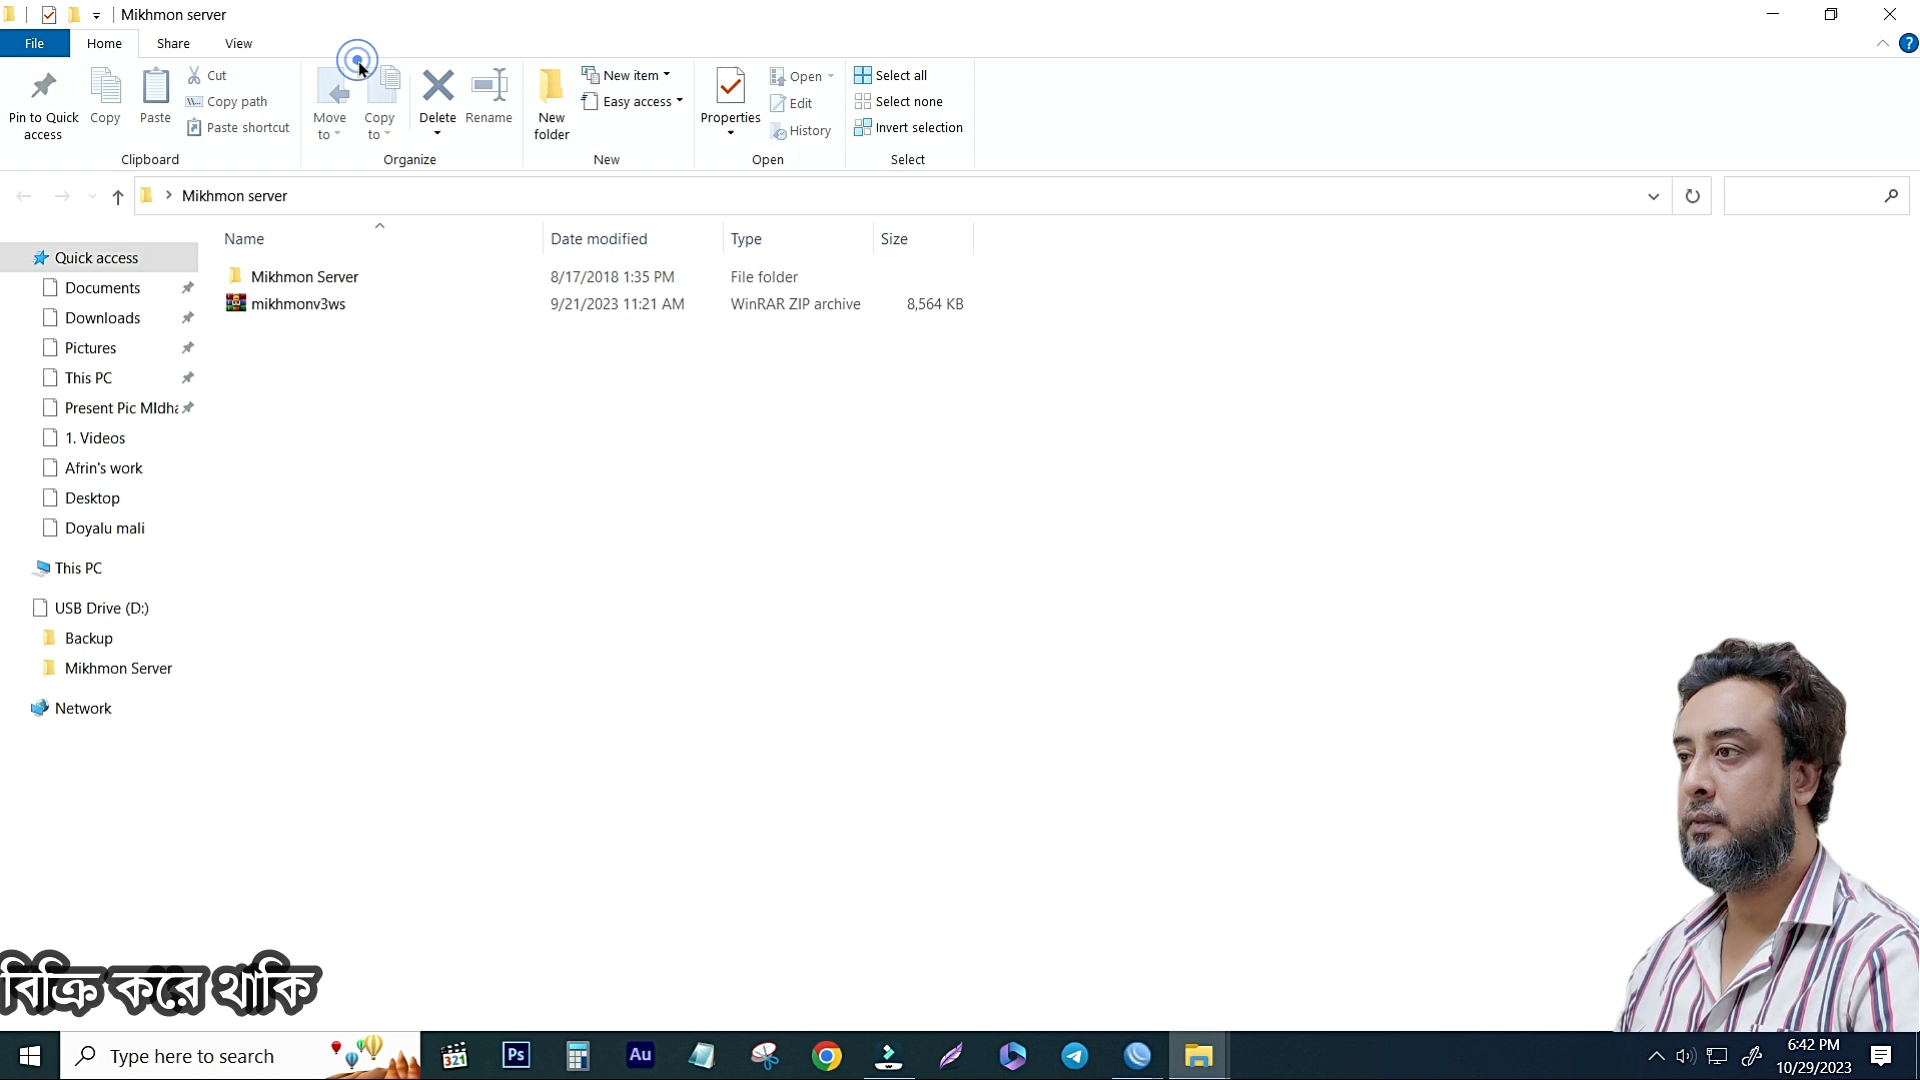 Mikhmon server
File Home Share View
Pin to Quick access
Copy
Paste
Cut
Copy path
Paste shortcut
Clipboard
Move to
Copy to
Delete
Rename
Organize
New folder
New item
Easy access
New
Properties
Open
Edit
History
Open
Select all
Select none
Invert selection
Select
Mikhmon server
Name Date modified Type Size
Mikhmon Server 8/17/2018 1:35 PM File folder
mikhmonv3ws 9/21/2023 11:21 AM WinRAR ZIP archive 8,564 KB
Quick access
Documents
Downloads
Pictures
This PC
Present Pic MIdha
1. Videos
Afrin's work
Desktop
Doyalu mali
This PC
USB Drive (D:)
Backup
Mikhmon Server
Network
বিক্রি করে থাকি
Type here to search
321
Ps
Au
6:42 PM
10/29/2023